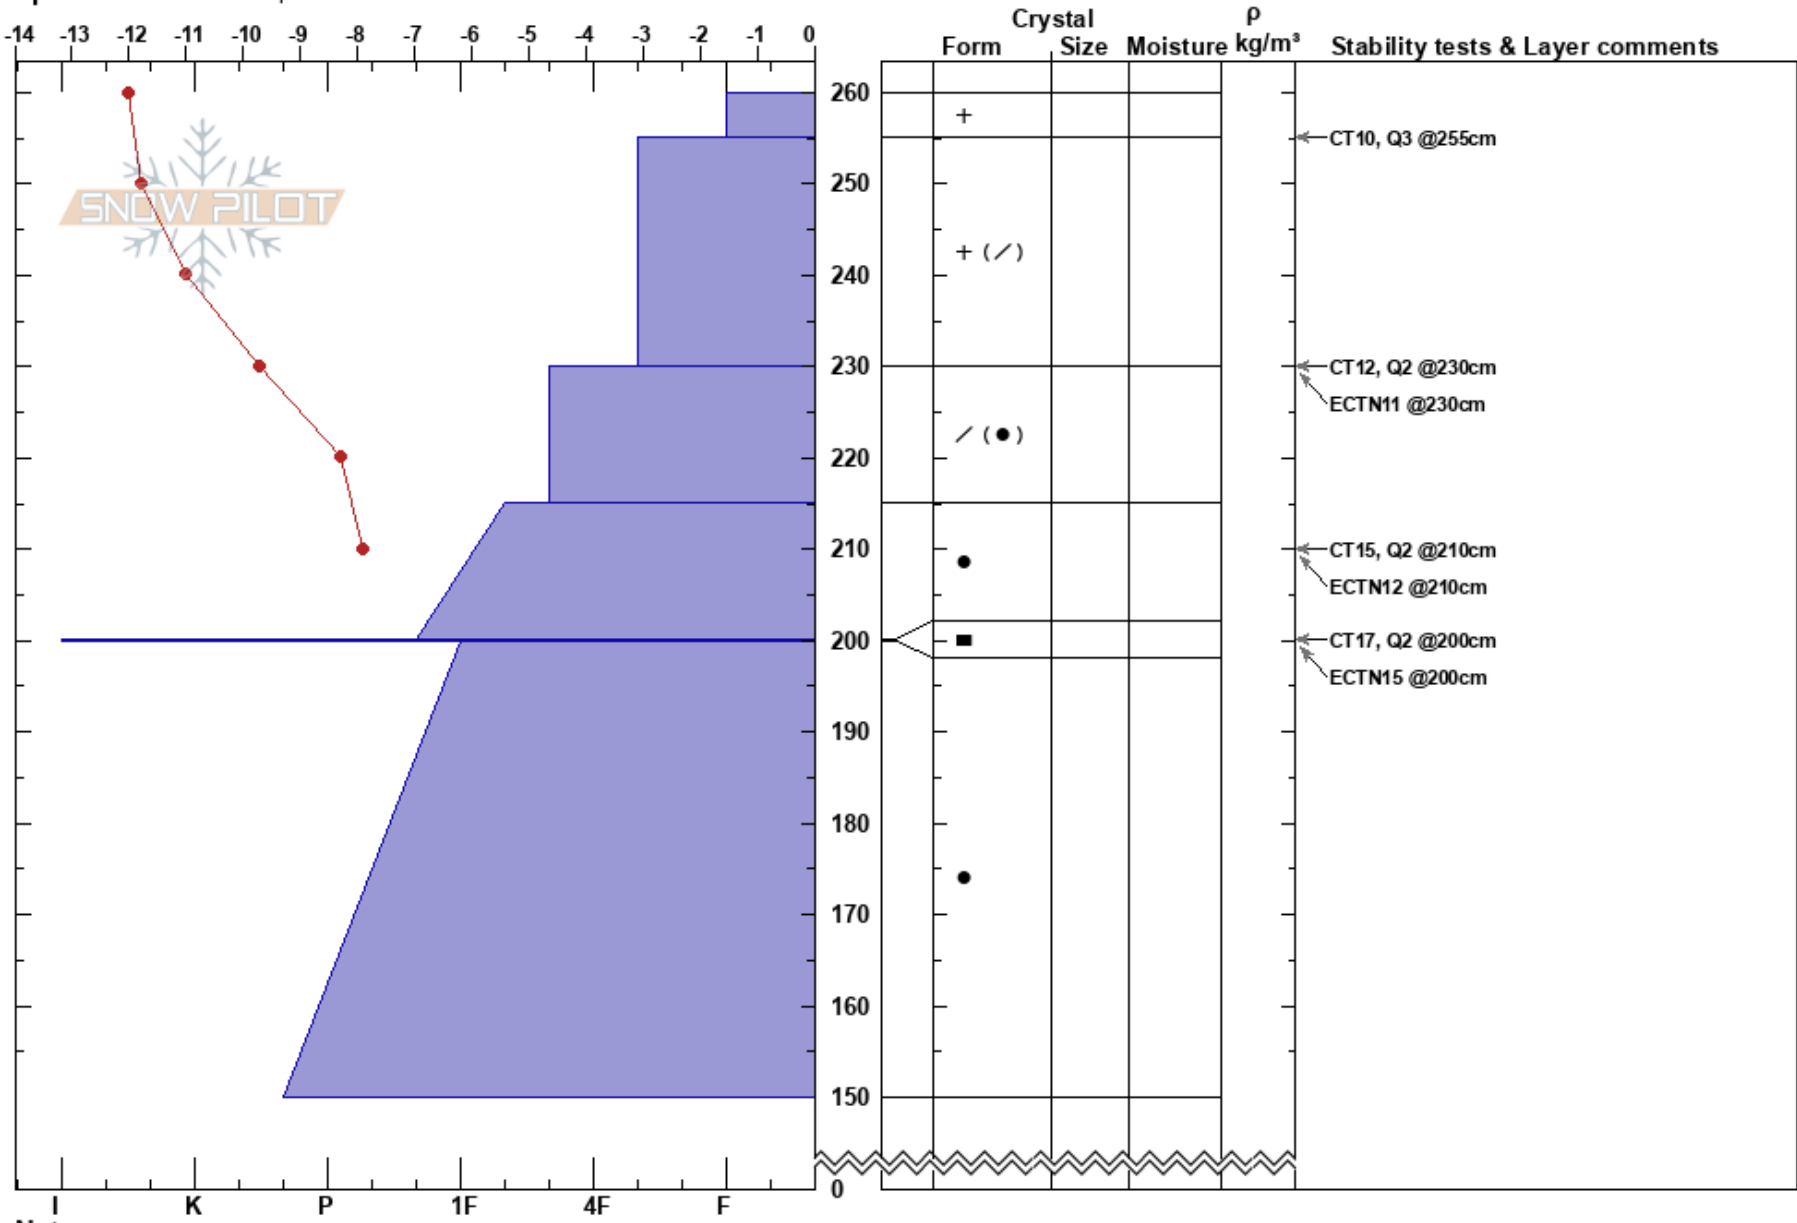 Crystal ρ
-14 -13 -12 -11 -10 -9 -8 -7 -6 -5 -4 -3 -2 -1 0
Form Size Moisture kg/m³ Stability tests & Layer comments
260
+
CT10, Q3 @255cm
250
SNOW PILOT
+ (/)
240
230
CT12, Q2 @230cm
ECTN11 @230cm
/ (●)
220
210
CT15, Q2 @210cm
●
ECTN12 @210cm
200
■
CT17, Q2 @200cm
ECTN15 @200cm
190
180
●
170
160
150
0
I K P 1F 4F F